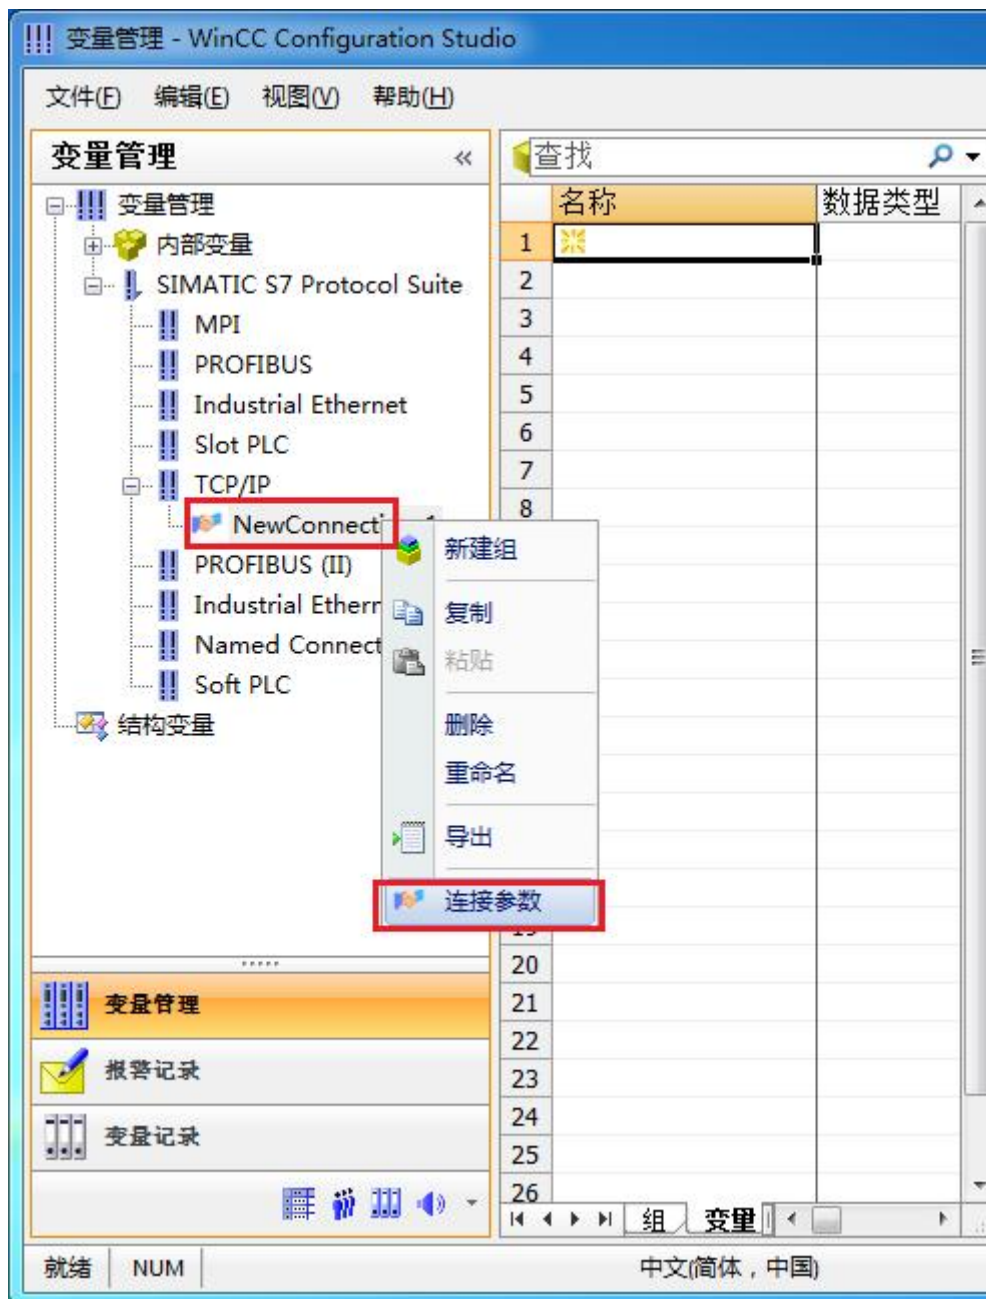 变量管理 - WinCC Configuration Studio
文件(F) 编辑(E) 视图(V) 帮助(H)
变量管理 «
查找
变量管理
内部变量
SIMATIC S7 Protocol Suite
MPI
PROFIBUS
Industrial Ethernet
Slot PLC
TCP/IP
NewConnect
PROFIBUS (II)
Industrial Ethern
Named Connect
Soft PLC
结构变量
名称 数据类型
1
2
3
4
5
6
7
8
新建组
复制
粘贴
删除
重命名
导出
连接参数
19
20
21
22
23
24
25
26
变量管理
报警记录
变量记录
组 变量
就绪 NUM 中文(简体，中国)